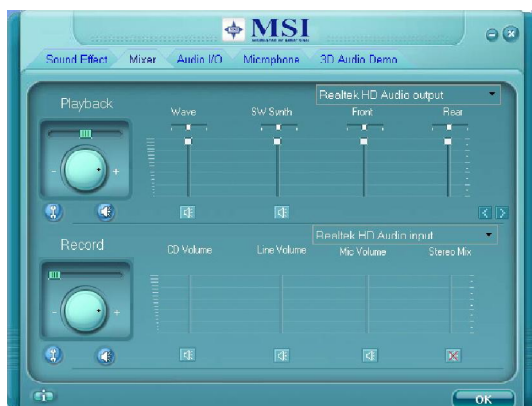 MSI
Sound Effect Mixer Audio I/O Microphone 3D Audio Demo
Playback
Realtek HD Audio output
Wave SW Synth Front Rear
- +
Record
Realtek HD Audio input
CD Volume Line Volume Mic Volume Stereo Mix
- +
OK